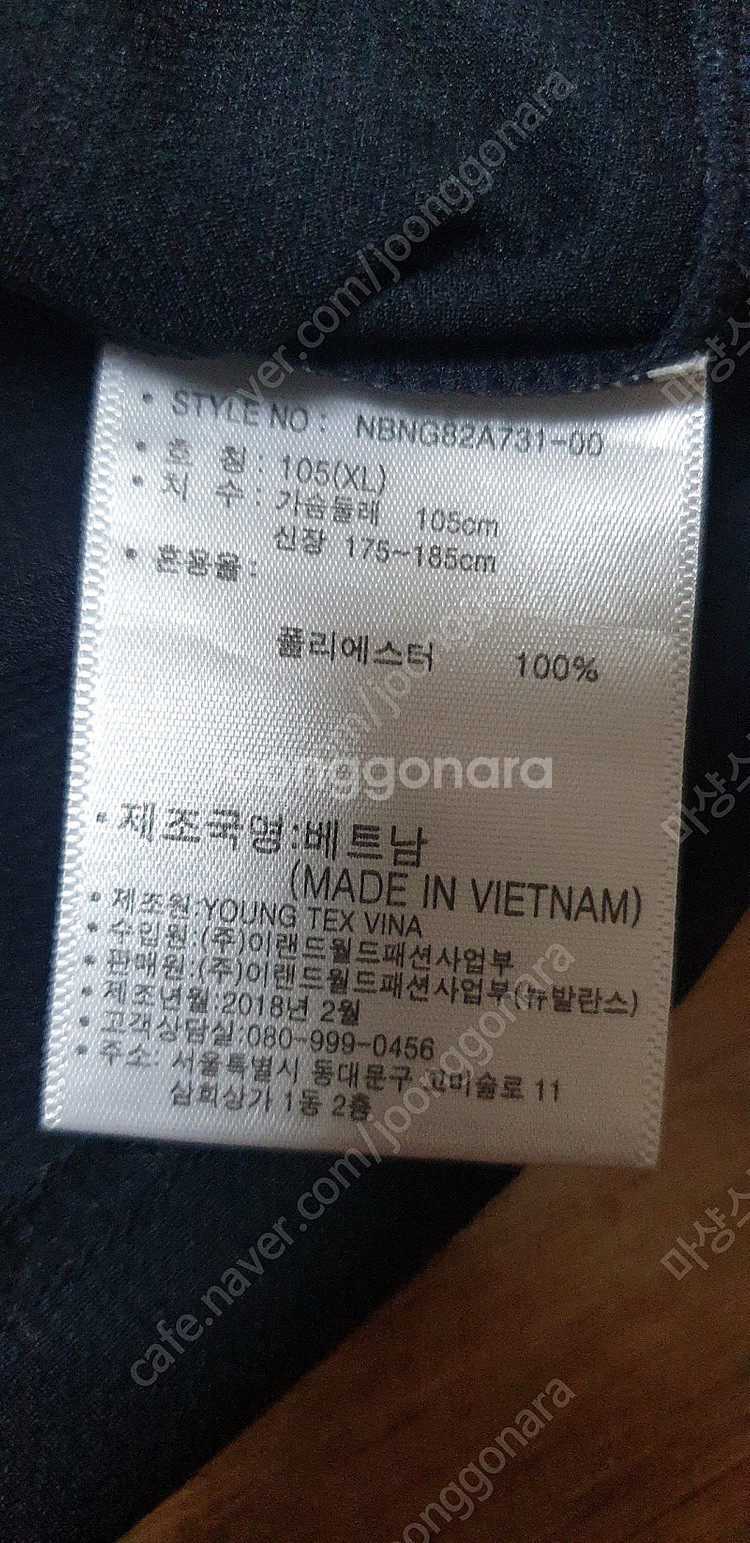 • STYLE NO : NBNG82A731-00
• 호 칭 : 105(XL)
• 치 수 : 가슴둘레 105cm
신장 175~185cm
• 혼용율 :
폴리에스터 100%
joonggonara
• 제조국명:베트남
(MADE IN VIETNAM)
• 제조원:YOUNG TEX VINA
• 수입원:(주)이랜드월드패션사업부
• 판매원:(주)이랜드월드패션사업부(뉴발란스)
• 제조년월:2018년 2월
• 고객상담실:080-999-0456
• 주소: 서울특별시 동대문구 고미술로 11
삼희상가 1동 2층
cafe.naver.com/joonggonara
cafe.naver.com/joonggonara
joonggonara